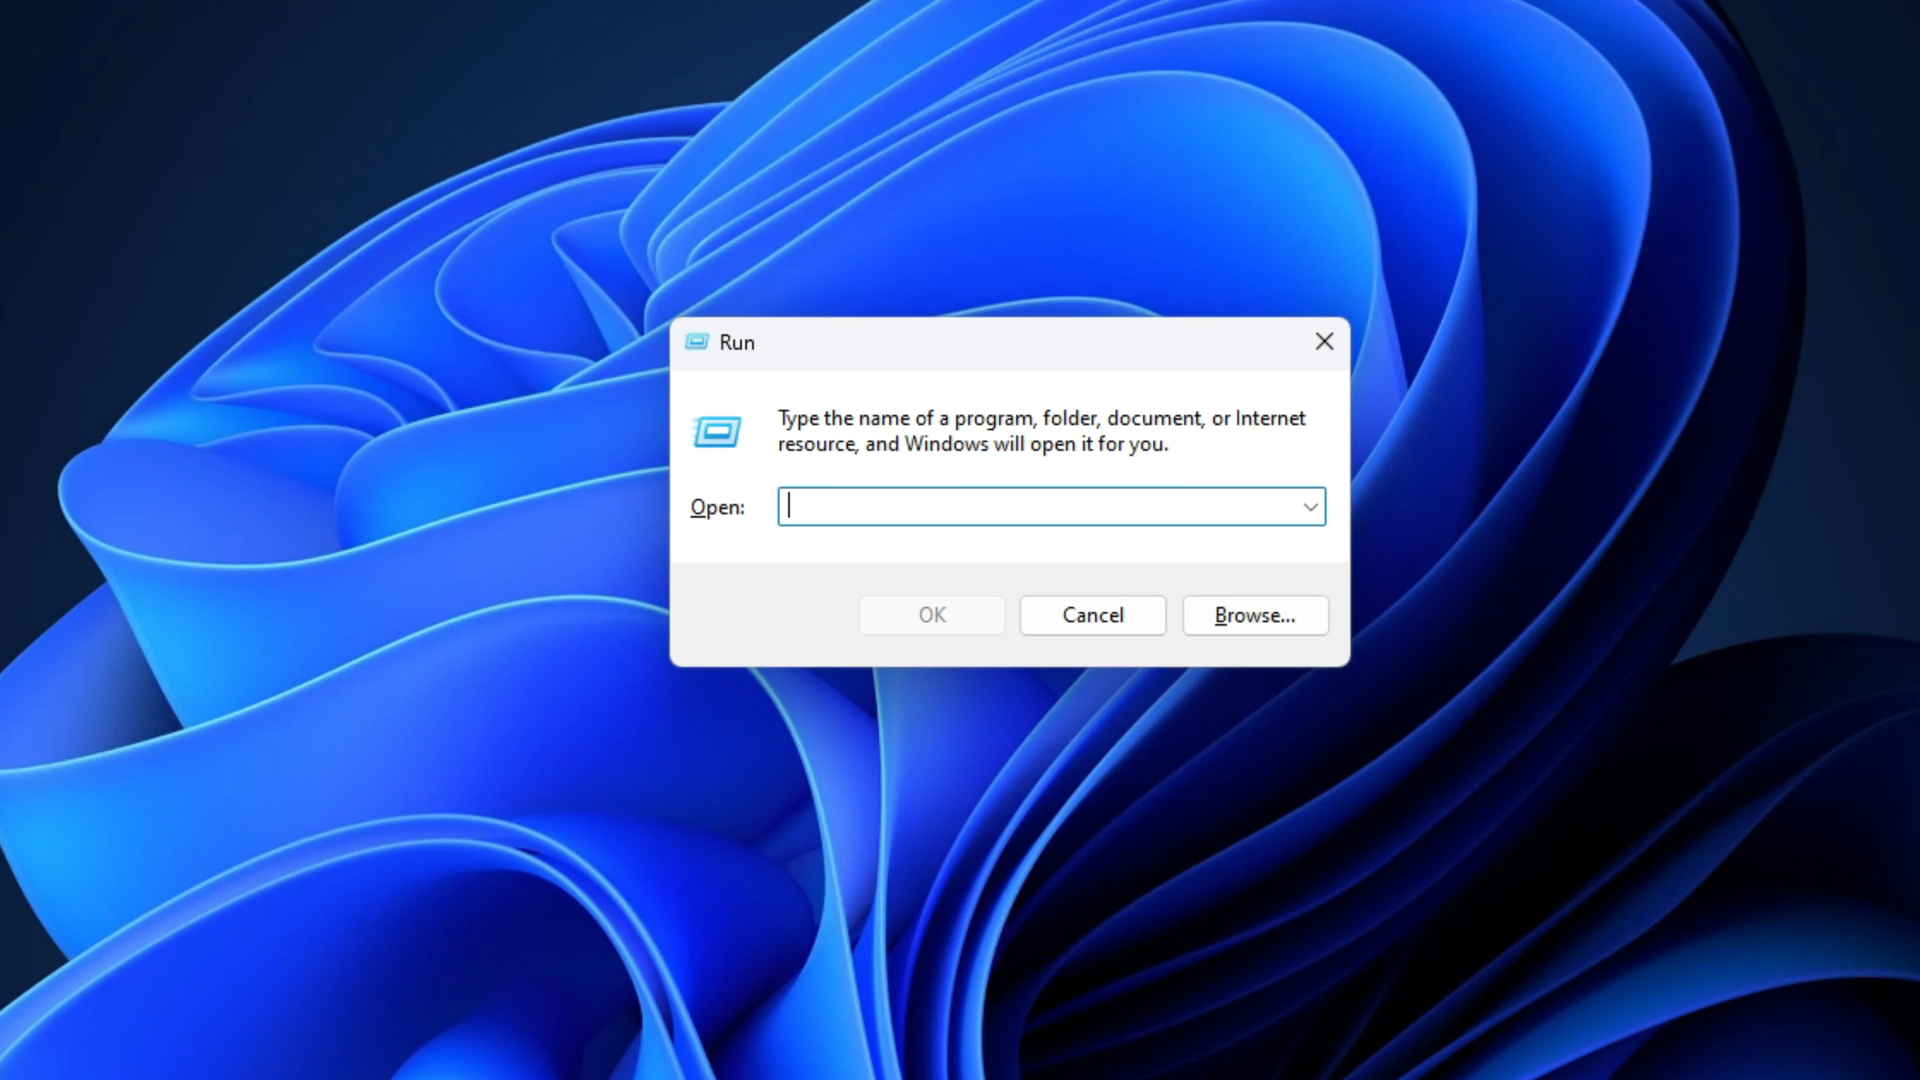 Run
Type the name of a program, folder, document, or Internet
resource, and Windows will open it for you.
Open:
OK Cancel Browse...